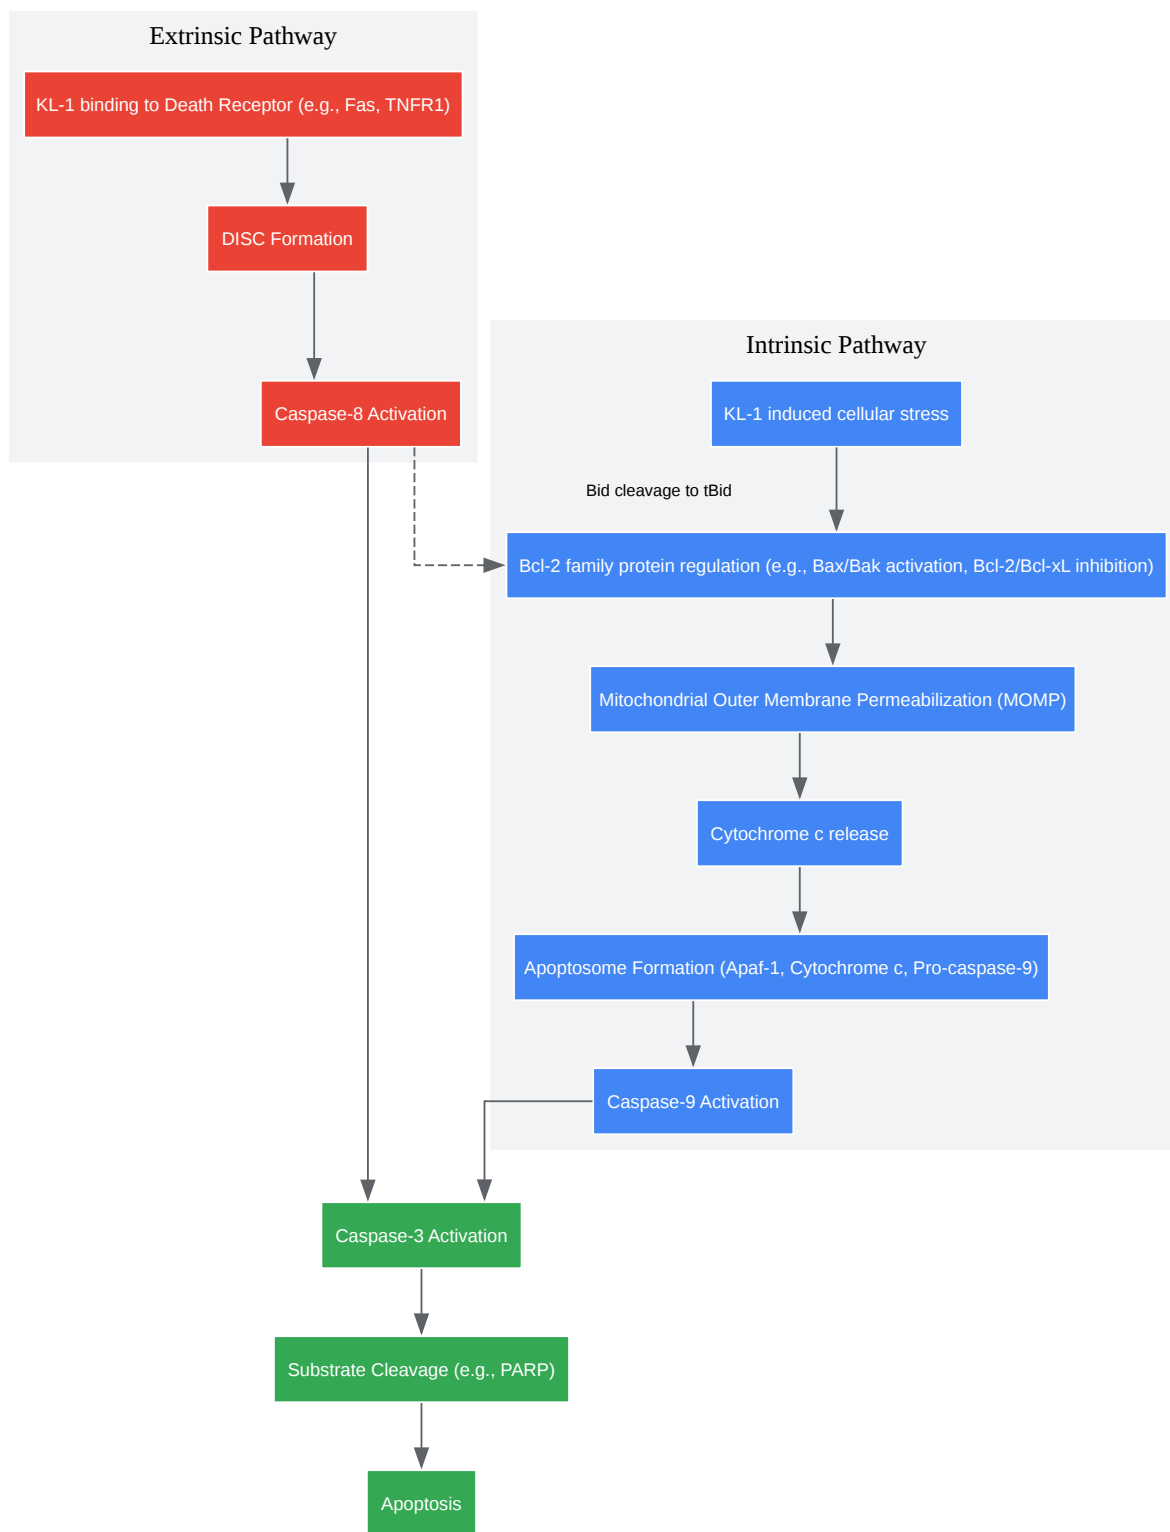 Extrinsic Pathway
KL-1 binding to Death Receptor (e.g., Fas, TNFR1)
DISC Formation
Caspase-8 Activation
Intrinsic Pathway
KL-1 induced cellular stress
Bid cleavage to tBid
Bcl-2 family protein regulation (e.g., Bax/Bak activation, Bcl-2/Bcl-xL inhibition)
Mitochondrial Outer Membrane Permeabilization (MOMP)
Cytochrome c release
Apoptosome Formation (Apaf-1, Cytochrome c, Pro-caspase-9)
Caspase-9 Activation
Caspase-3 Activation
Substrate Cleavage (e.g., PARP)
Apoptosis